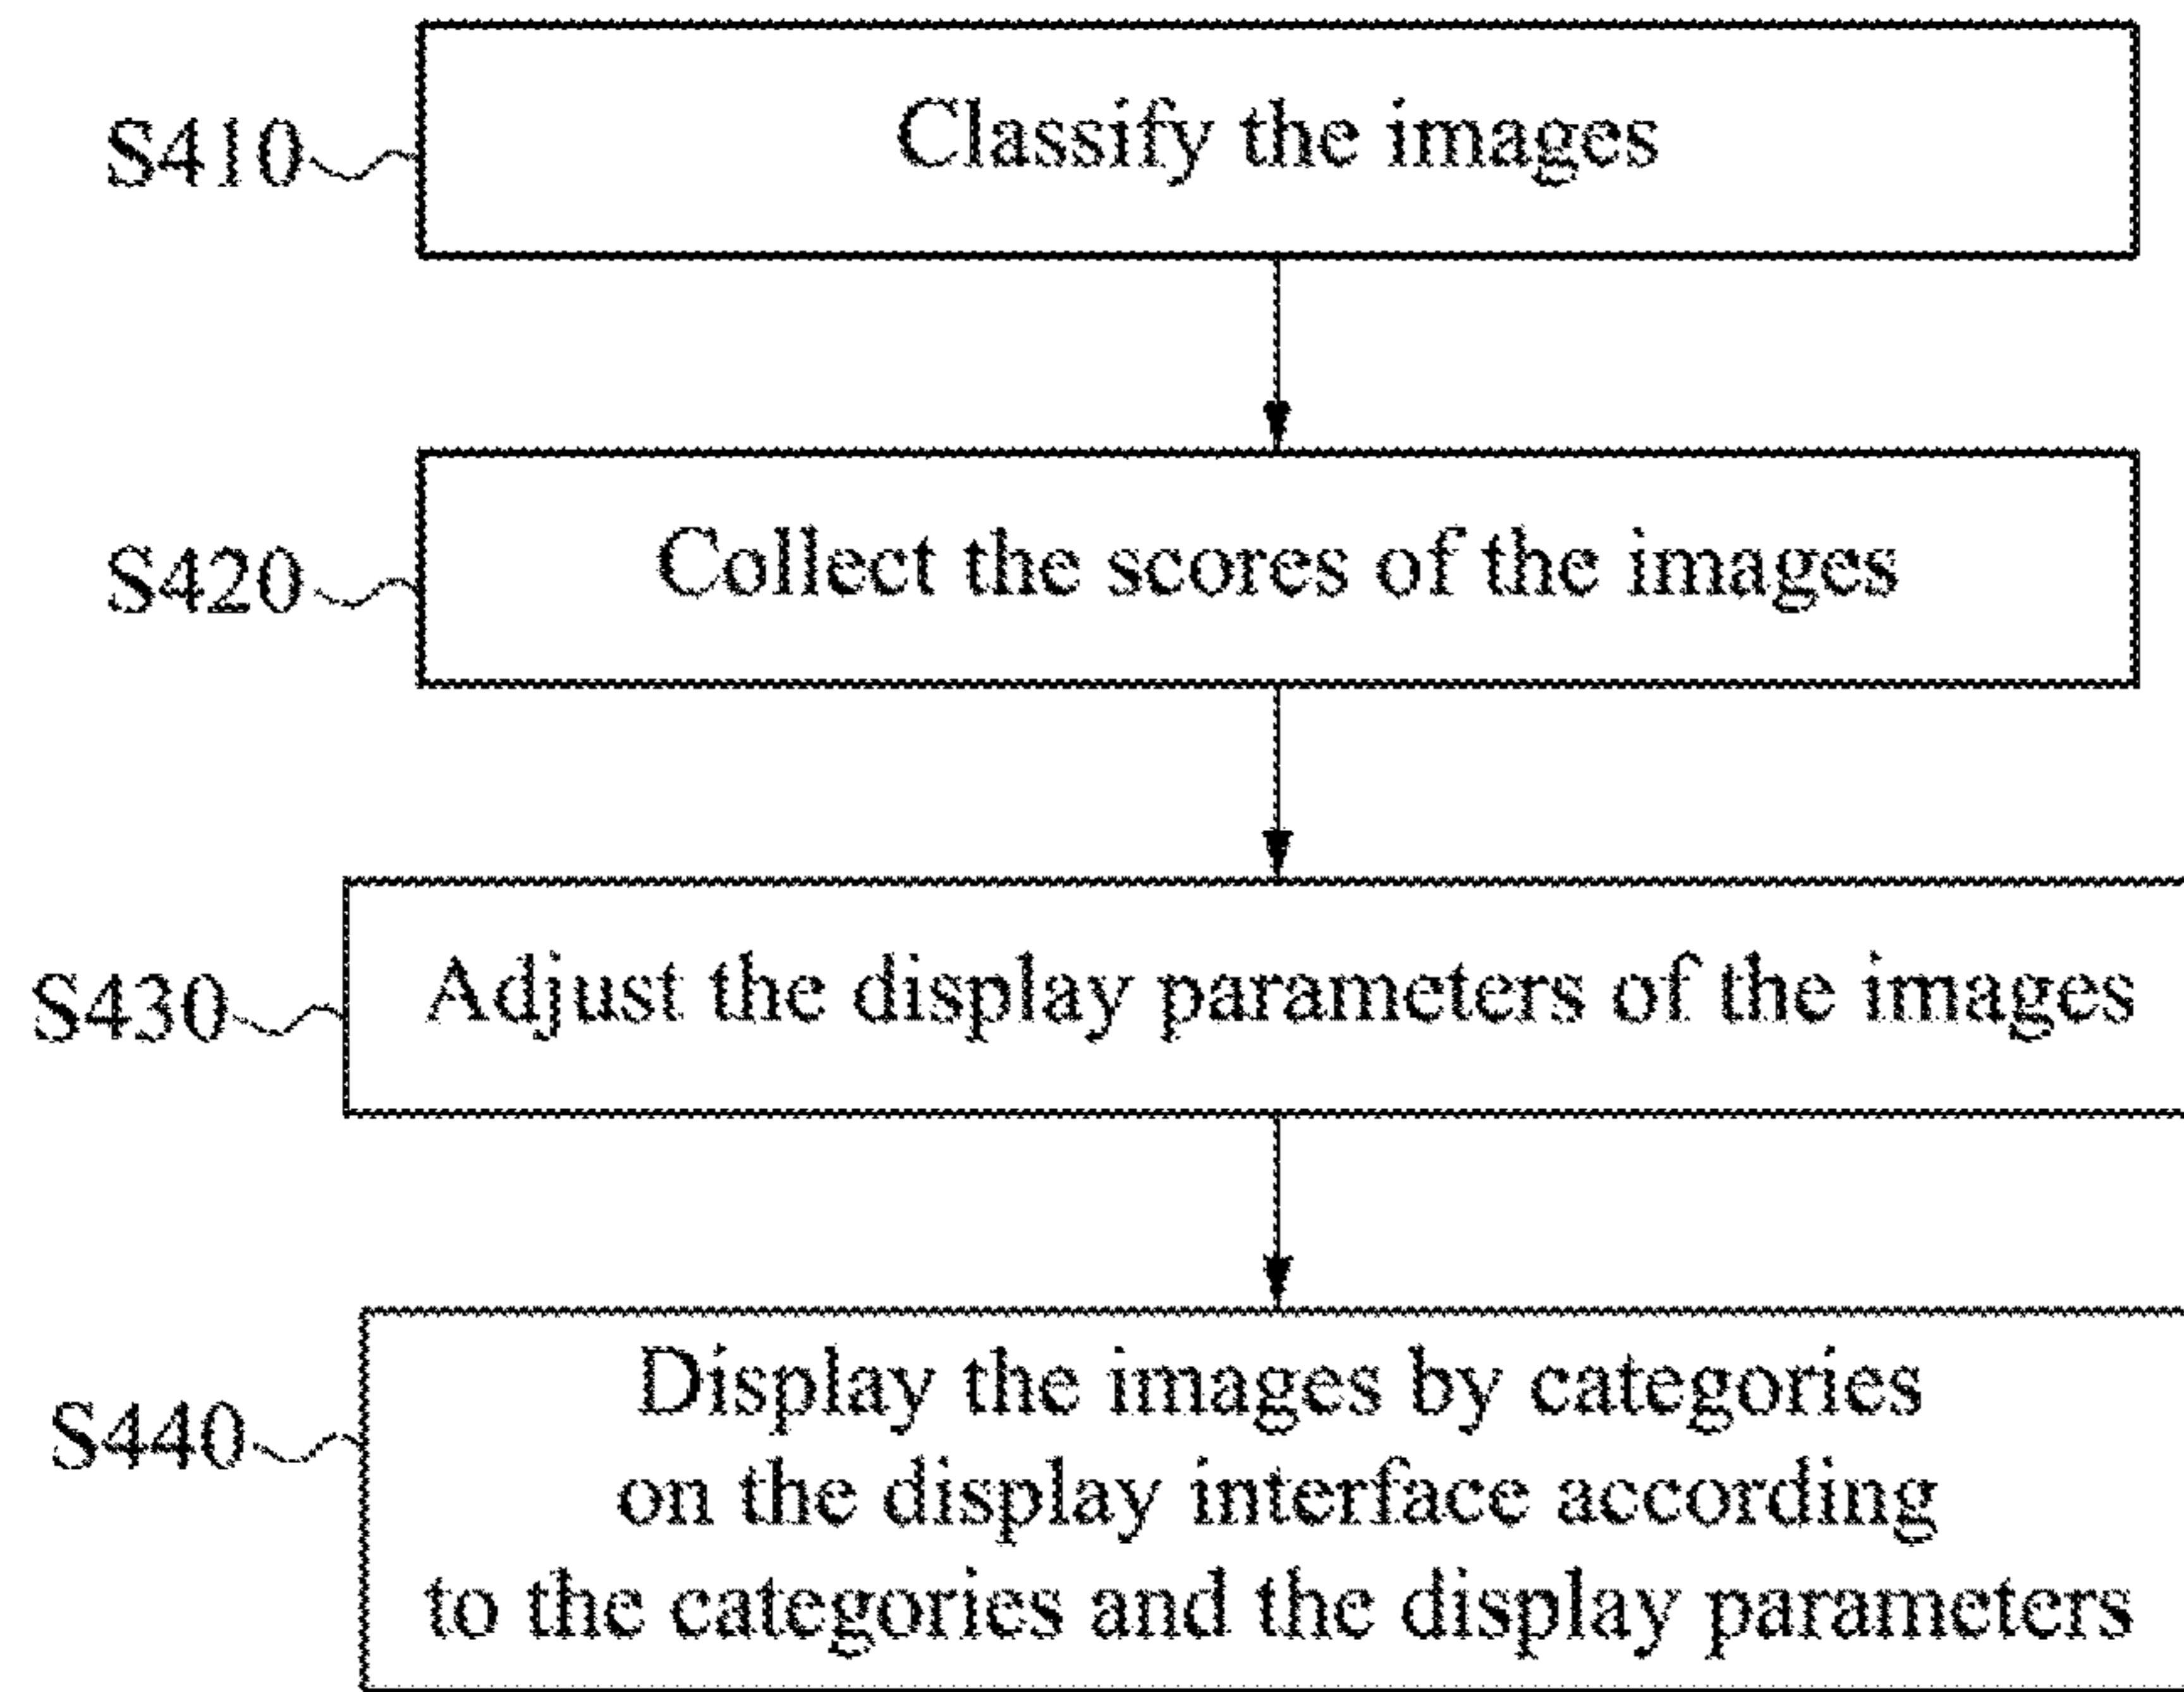 S410
Classify the images
S420
Collect the scores of the images
S430
Adjust the display parameters of the images
S440
Display the images by categories
on the display interface according
to the categories and the display parameters